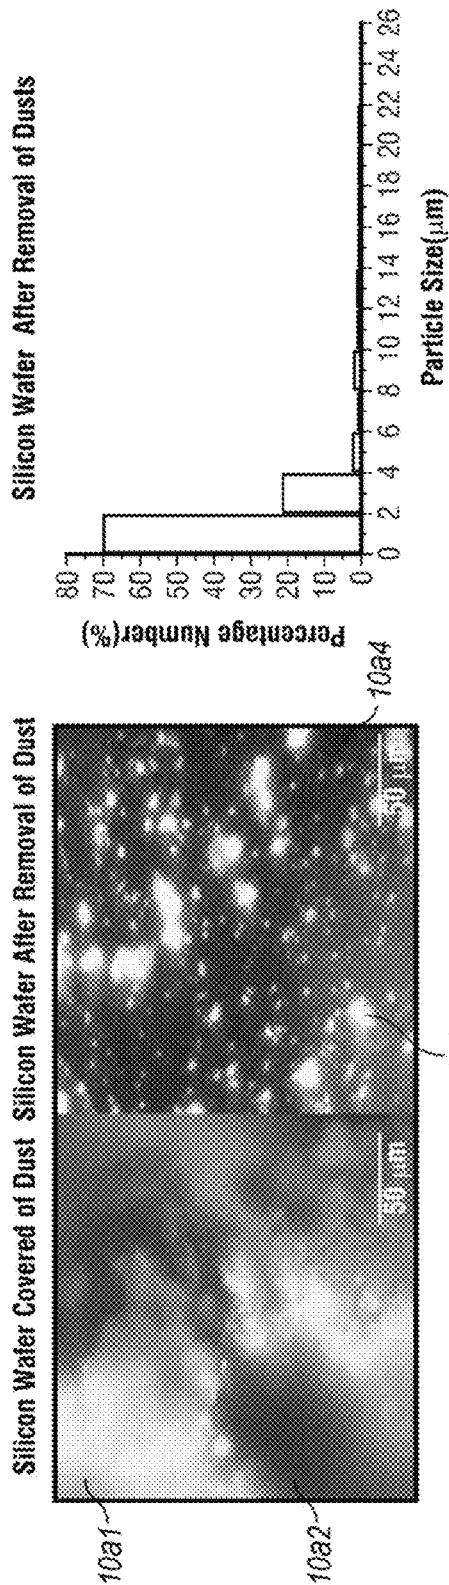 Silicon Wafer Covered of Dust
Silicon Wafer After Removal of Dust
50 μm
50 μm
10a1
10a2
10a4
Silicon Wafer After Removal of Dusts
Percentage Number(%)
80
70
60
50
40
30
20
10
0
0 2 4 6 8 10 12 14 16 18 20 22 24 26
Particle Size(μm)